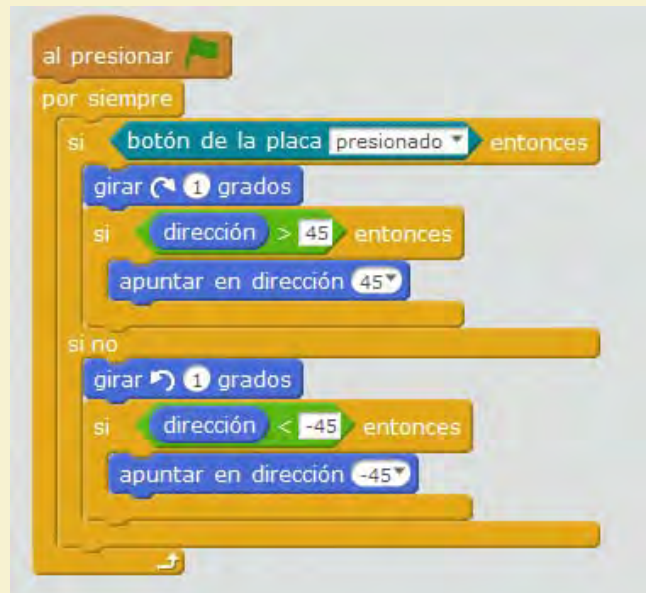 al presionar
por siempre
si botón de la placa presionado entonces
girar 1 grados
si dirección > 45 entonces
apuntar en dirección 45
si no
girar 1 grados
si dirección < -45 entonces
apuntar en dirección -45